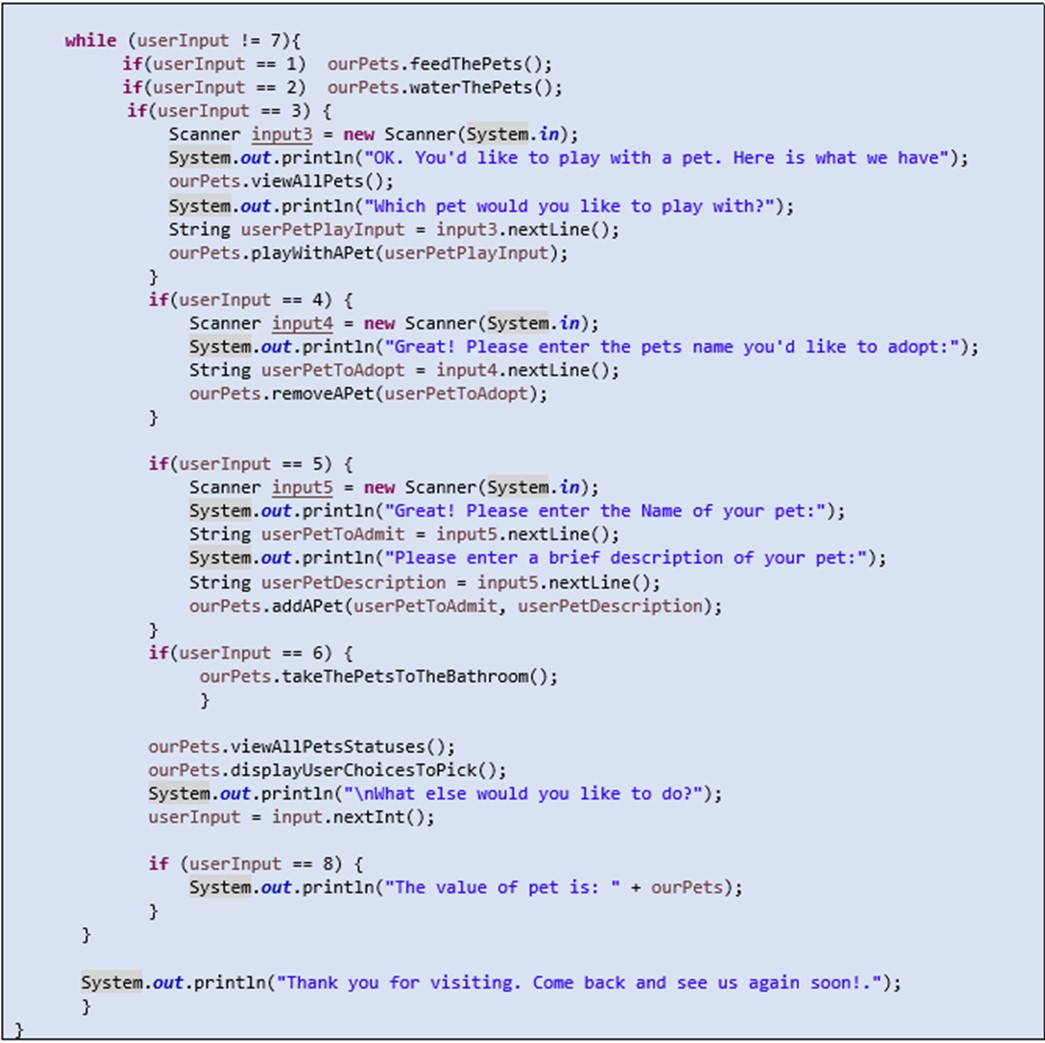 while (userInput != 7){
if(userInput == 1) ourPets.feedThePets();
if(userInput == 2) ourPets.waterThePets();
if(userInput == 3) {
Scanner input3 = new Scanner(System.in);
System.out.println("OK. You'd like to play with a pet. Here is what we have");
ourPets.viewAllPets();
System.out.println("Which pet would you like to play with?");
String userPetPlayInput = input3.nextLine();
ourPets.playWithAPet(userPetPlayInput);
}
if(userInput == 4) {
Scanner input4 = new Scanner(System.in);
System.out.println("Great! Please enter the pets name you'd like to adopt:");
String userPetToAdopt = input4.nextLine();
ourPets.removeAPet(userPetToAdopt);
}
if(userInput == 5) {
Scanner input5 = new Scanner(System.in);
System.out.println("Great! Please enter the Name of your pet:");
String userPetToAdmit = input5.nextLine();
System.out.println("Please enter a brief description of your pet:");
String userPetDescription = input5.nextLine();
ourPets.addAPet(userPetToAdmit, userPetDescription);
}
if(userInput == 6) {
ourPets.takeThePetsToTheBathroom();
}
ourPets.viewAllPetsStatuses();
ourPets.displayUserChoicesToPick();
System.out.println("\nWhat else would you like to do?");
userInput = input.nextInt();
if (userInput == 8) {
System.out.println("The value of pet is: " + ourPets);
}
}
System.out.println("Thank you for visiting. Come back and see us again soon!.");
}
}